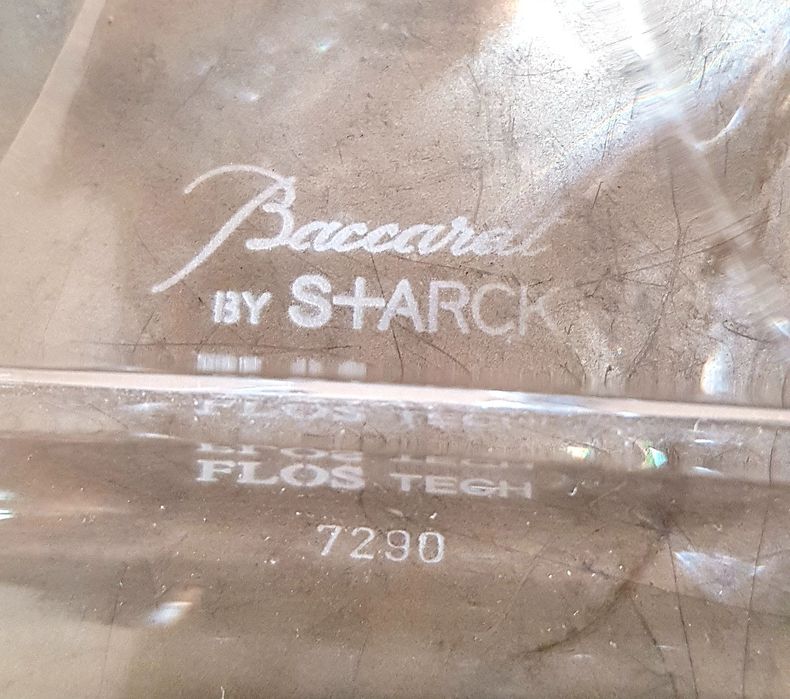 Baccarat
BY S+ARCK
FLOS TECH
7290